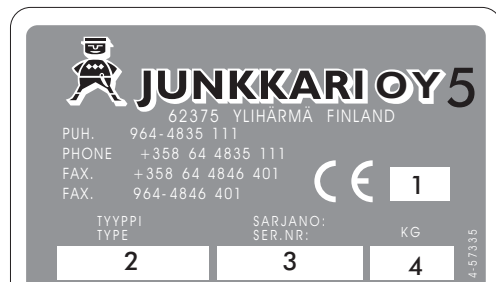 JUNKKARI OY 5
62375 YLIHÄRMÄ FINLAND
PUH. 964-4835 111
PHONE +358 64 4835 111
FAX. +358 64 4846 401
FAX. 964-4846 401
CE 1
TYYPPI SARJANO:
TYPE SER.NR: KG
2 3 4
4-57335